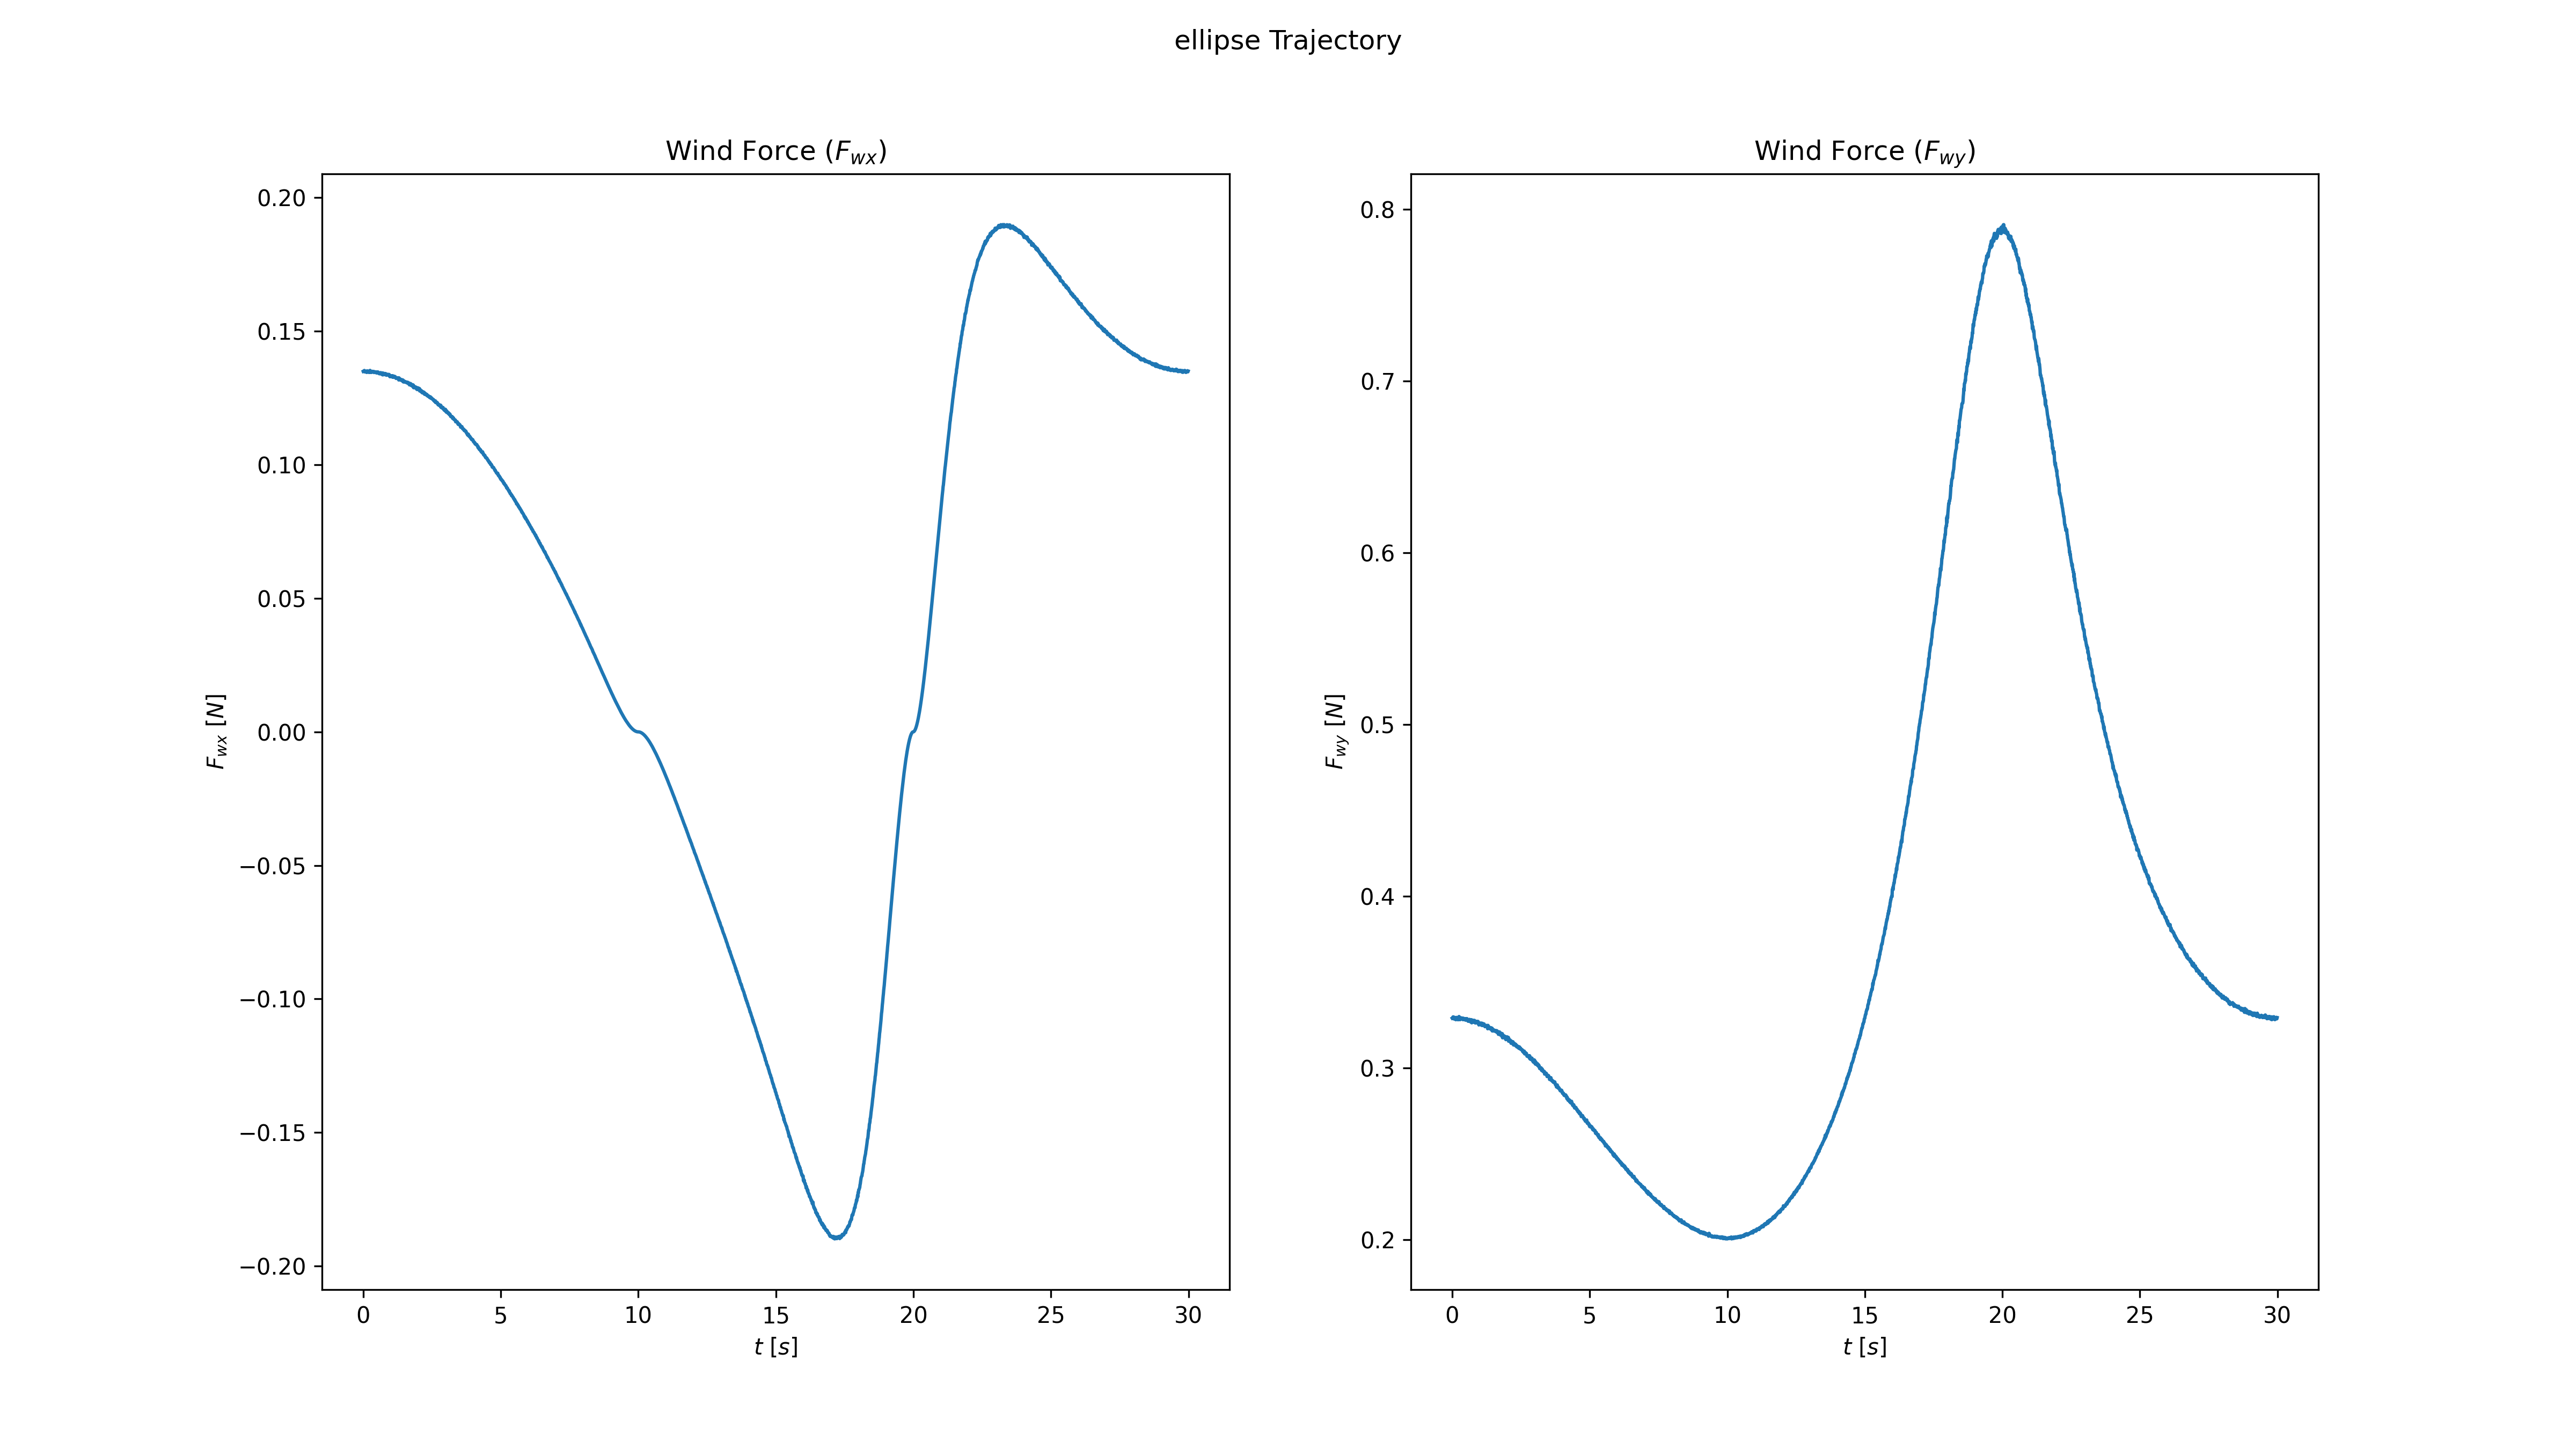 ellipse Trajectory
Wind Force (F_wx)
0.20
0.15
0.10
0.05
0.00
−0.05
−0.10
−0.15
−0.20
F_wx [N]
0 5 10 15 20 25 30
t [s]
Wind Force (F_wy)
0.8
0.7
0.6
0.5
0.4
0.3
0.2
F_wy [N]
0 5 10 15 20 25 30
t [s]